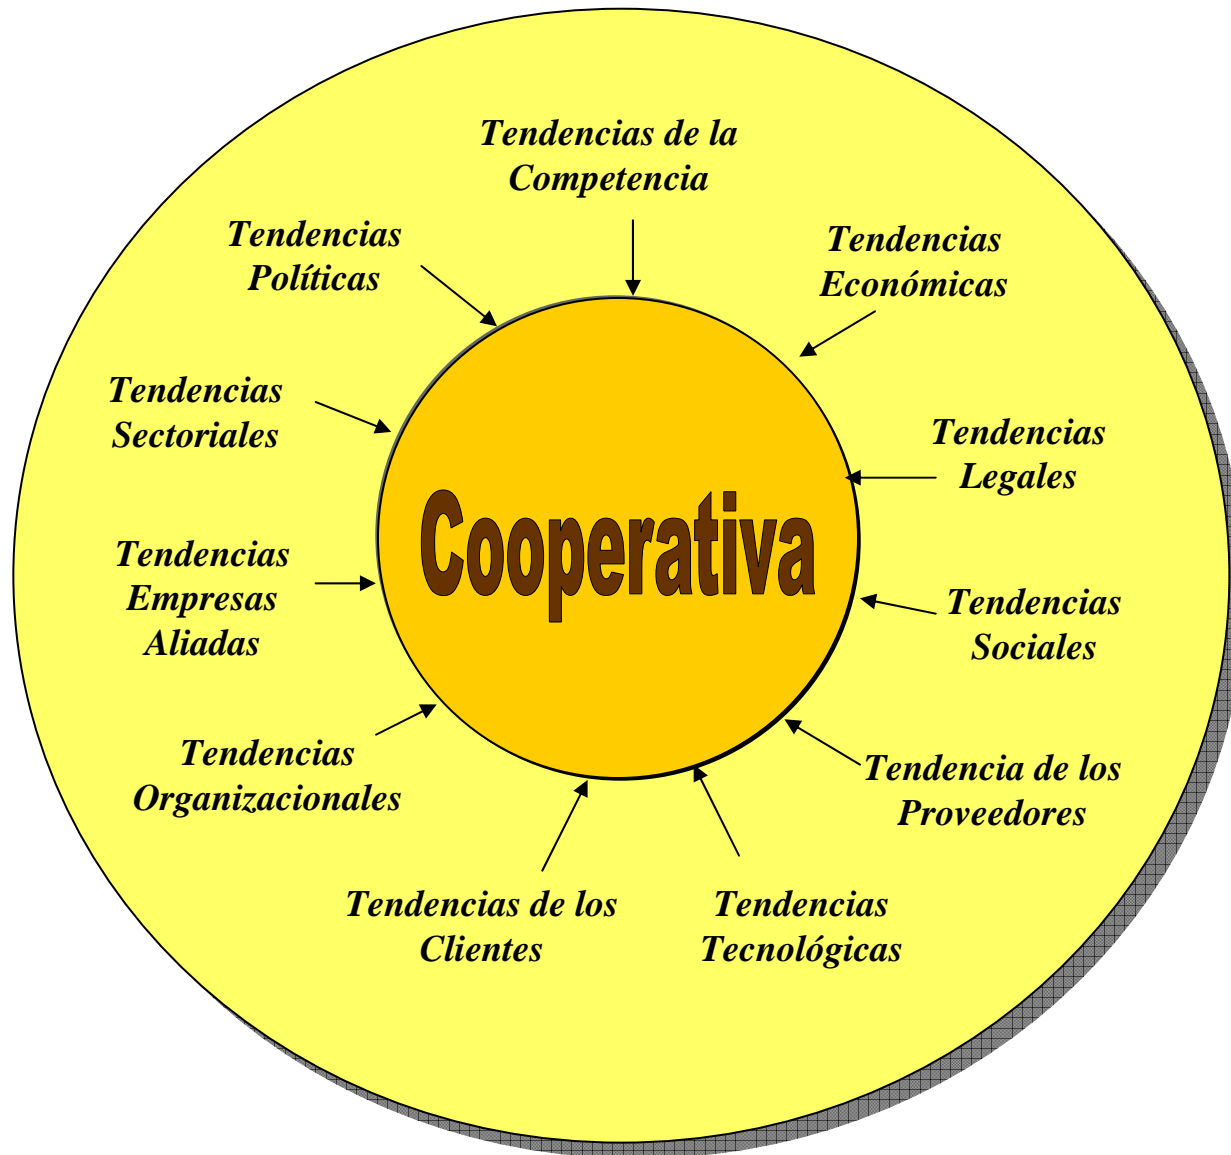 Tendencias de la
Competencia
Tendencias
Políticas
Tendencias
Económicas
Tendencias
Sectoriales
Tendencias
Legales
Cooperativa
Tendencias
Empresas
Aliadas
Tendencias
Sociales
Tendencias
Organizacionales
Tendencia de los
Proveedores
Tendencias de los
Clientes
Tendencias
Tecnológicas